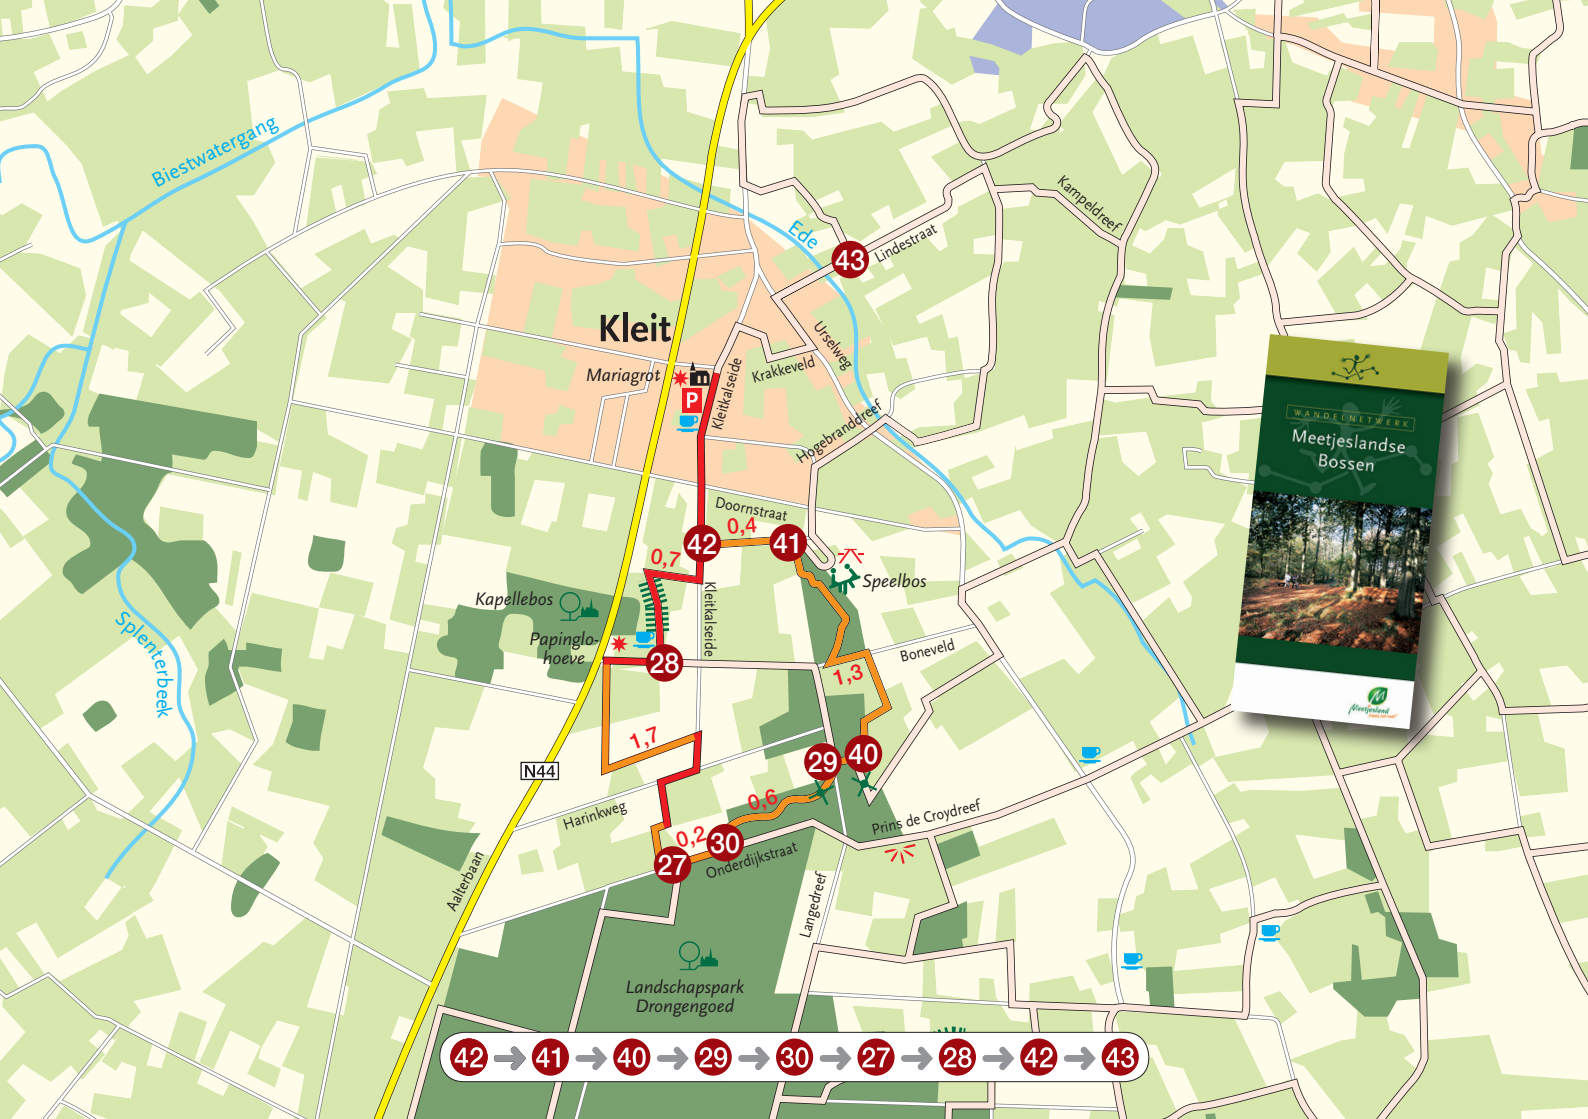 Biestwatergang
Ede
43
Lindestraat
Kampeldreef
Kleit
Mariagrot
P
Kleitkalseide
Krakkeveld
Urselweg
Hogebranddreef
WANDELNETWERK
Meetjeslandse
Bossen
Meetjesland
Doornstraat
0,4
42
41
0,7
Speelbos
Kapellebos
Kleitkalseide
Papinglo-
hoeve
28
Boneveld
1,3
Splenterbeek
1,7
N44
29
40
0,6
Harinkweg
0,2
30
27
Onderdijkstraat
Prins de Croydreef
Aalterbaan
Langedreef
Landschapspark
Drongengoed
42 → 41 → 40 → 29 → 30 → 27 → 28 → 42 → 43